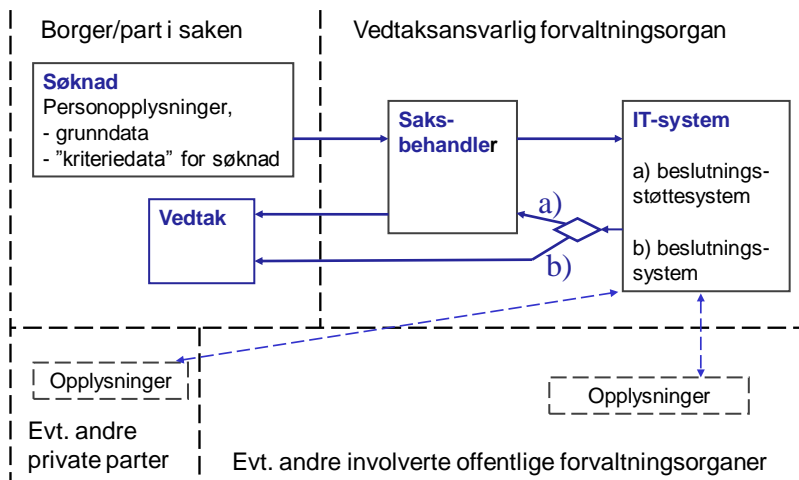 Borger/part i saken
Vedtaksansvarlig forvaltningsorgan
Søknad
Personopplysninger,
- grunndata
- ”kriteriedata” for søknad
Saks-
behandler
IT-system
a) beslutnings-
støttesystem
b) beslutnings-
system
Vedtak
a)
b)
Opplysninger
Opplysninger
Evt. andre
private parter
Evt. andre involverte offentlige forvaltningsorganer